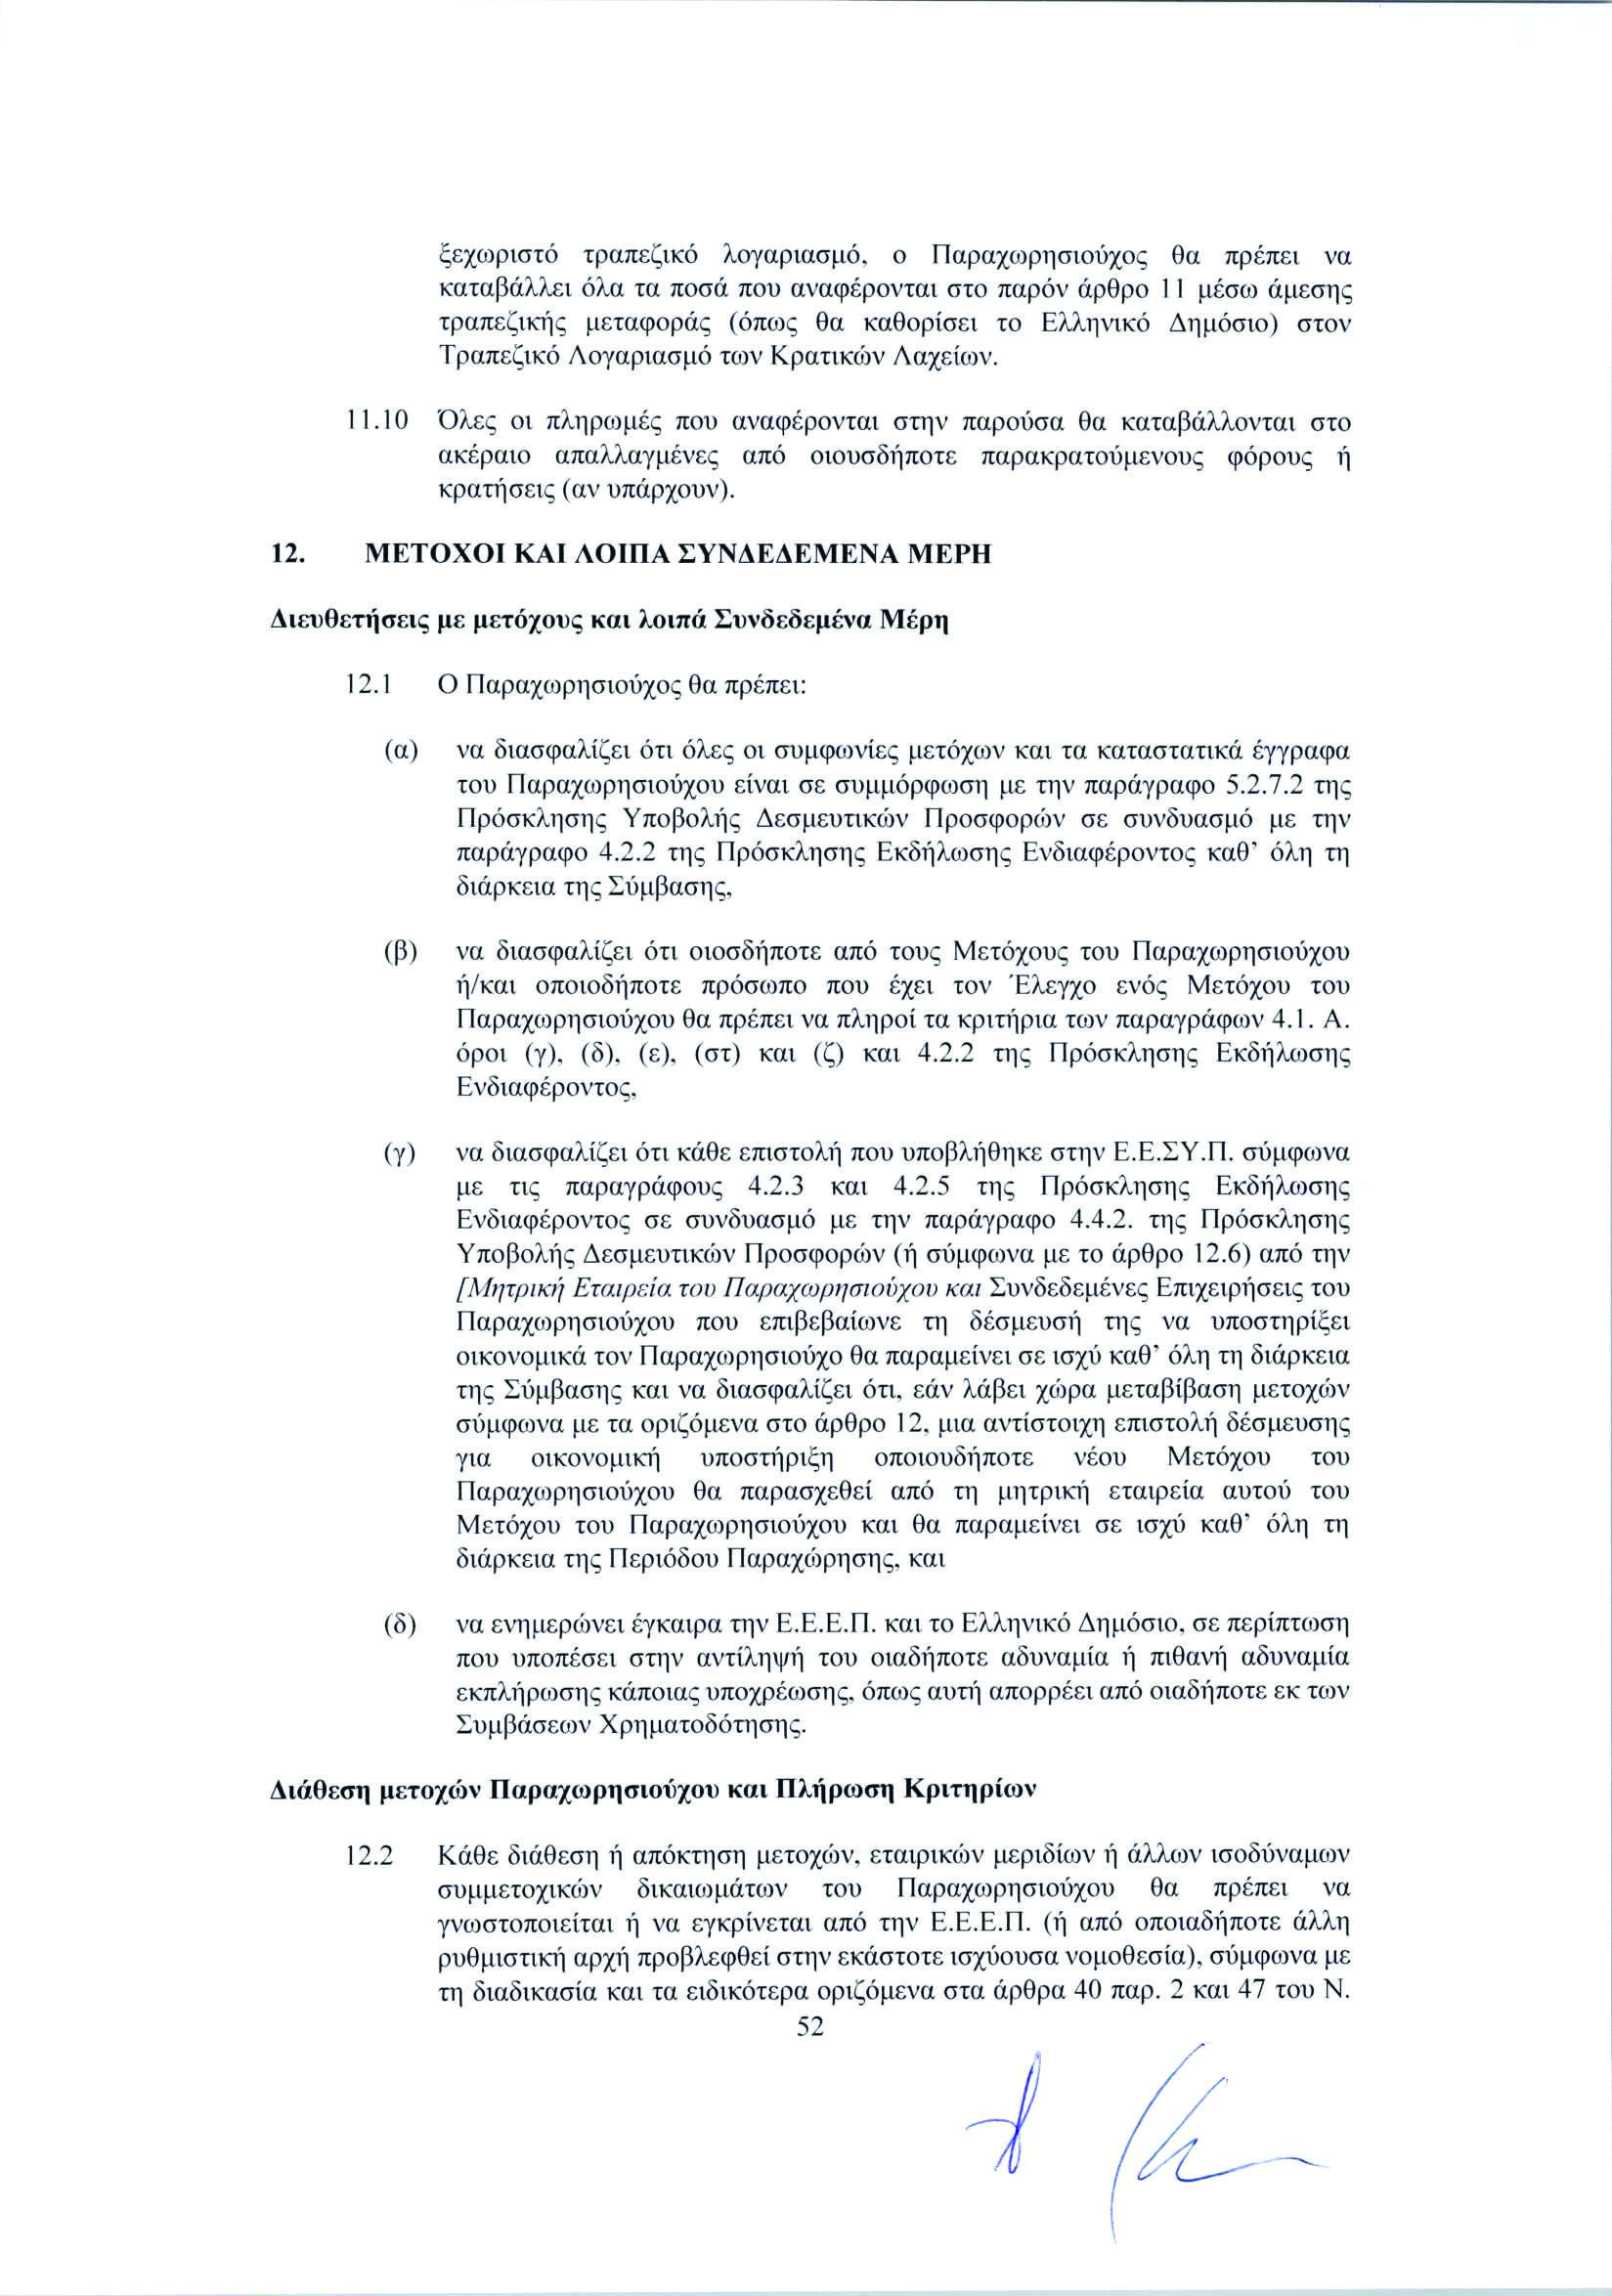 ξεχωριστό τραπεζικό λογαριασμό, ο Παραχωρησιούχος θα πρέπει να
καταβάλλει όλα τα ποσά που αναφέρονται στο παρόν άρθρο 11 μέσω άμεσης
τραπεζικής μεταφοράς (όπως θα καθορίσει το Ελληνικό Δημόσιο) στον
Τραπεζικό Λογαριασμό των Κρατικών Λαχείων.
11.10 Όλες οι πληρωμές που αναφέρονται στην παρούσα θα καταβάλλονται στο
ακέραιο απαλλαγμένες από οιουσδήποτε παρακρατούμενους φόρους ή
κρατήσεις (αν υπάρχουν).
12. ΜΕΤΟΧΟΙ ΚΑΙ ΛΟΙΠΑ ΣΥΝΔΕΔΕΜΕΝΑ ΜΕΡΗ
Διευθετήσεις με μετόχους και λοιπά Συνδεδεμένα Μέρη
12.1 Ο Παραχωρησιούχος θα πρέπει:
(α) να διασφαλίζει ότι όλες οι συμφωνίες μετόχων και τα καταστατικά έγγραφα
του Παραχωρησιούχου είναι σε συμμόρφωση με την παράγραφο 5.2.7.2 της
Πρόσκλησης Υποβολής Δεσμευτικών Προσφορών σε συνδυασμό με την
παράγραφο 4.2.2 της Πρόσκλησης Εκδήλωσης Ενδιαφέροντος καθ’ όλη τη
διάρκεια της Σύμβασης,
(β) να διασφαλίζει ότι οιοσδήποτε από τους Μετόχους του Παραχωρησιούχου
ή/και οποιοδήποτε πρόσωπο που έχει τον Έλεγχο ενός Μετόχου του
Παραχωρησιούχου θα πρέπει να πληροί τα κριτήρια των παραγράφων 4.1. Α.
όροι (γ), (δ), (ε), (στ) και (ζ) και 4.2.2 της Πρόσκλησης Εκδήλωσης
Ενδιαφέροντος,
(γ) να διασφαλίζει ότι κάθε επιστολή που υποβλήθηκε στην Ε.Ε.ΣΥ.Π. σύμφωνα
με τις παραγράφους 4.2.3 και 4.2.5 της Πρόσκλησης Εκδήλωσης
Ενδιαφέροντος σε συνδυασμό με την παράγραφο 4.4.2. της Πρόσκλησης
Υποβολής Δεσμευτικών Προσφορών (ή σύμφωνα με το άρθρο 12.6) από την
[Μητρική Εταιρεία του Παραχωρησιούχου και Συνδεδεμένες Επιχειρήσεις του
Παραχωρησιούχου που επιβεβαίωνε τη δέσμευσή της να υποστηρίξει
οικονομικά τον Παραχωρησιούχο θα παραμείνει σε ισχύ καθ’ όλη τη διάρκεια
της Σύμβασης και να διασφαλίζει ότι, εάν λάβει χώρα μεταβίβαση μετοχών
σύμφωνα με τα οριζόμενα στο άρθρο 12, μια αντίστοιχη επιστολή δέσμευσης
για οικονομική υποστήριξη οποιουδήποτε νέου Μετόχου του
Παραχωρησιούχου θα παρασχεθεί από τη μητρική εταιρεία αυτού του
Μετόχου του Παραχωρησιούχου και θα παραμείνει σε ισχύ καθ’ όλη τη
διάρκεια της Περιόδου Παραχώρησης, και
(δ) να ενημερώνει έγκαιρα την Ε.Ε.Ε.Π. και το Ελληνικό Δημόσιο, σε περίπτωση
που υποπέσει στην αντίληψή του οιαδήποτε αδυναμία ή πιθανή αδυναμία
εκπλήρωσης κάποιας υποχρέωσης, όπως αυτή απορρέει από οιαδήποτε εκ των
Συμβάσεων Χρηματοδότησης.
Διάθεση μετοχών Παραχωρησιούχου και Πλήρωση Κριτηρίων
12.2 Κάθε διάθεση ή απόκτηση μετοχών, εταιρικών μεριδίων ή άλλων ισοδύναμων
συμμετοχικών δικαιωμάτων του Παραχωρησιούχου θα πρέπει να
γνωστοποιείται ή να εγκρίνεται από την Ε.Ε.Ε.Π. (ή από οποιαδήποτε άλλη
ρυθμιστική αρχή προβλεφθεί στην εκάστοτε ισχύουσα νομοθεσία), σύμφωνα με
τη διαδικασία και τα ειδικότερα οριζόμενα στα άρθρα 40 παρ. 2 και 47 του Ν.
52